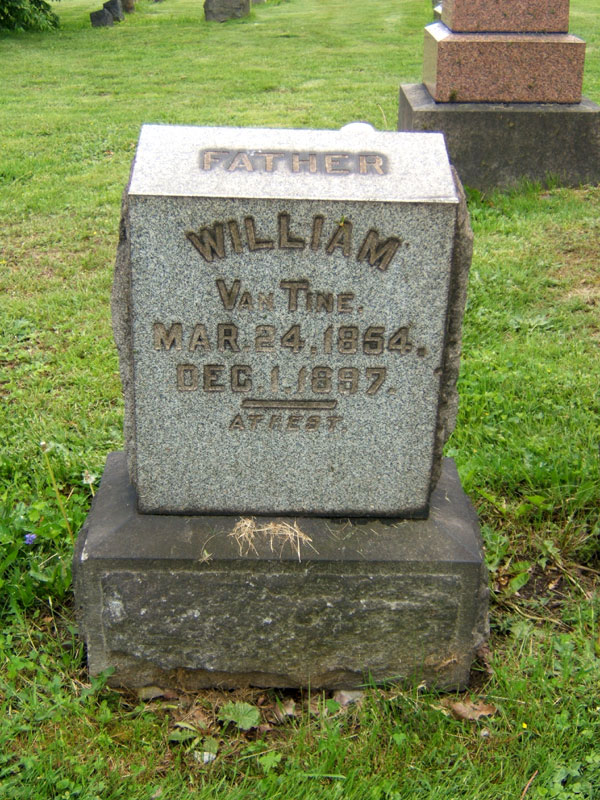 FATHER
WILLIAM
VAN TINE.
MAR. 24. 1854.
DEC. 1. 1897.
AT REST.